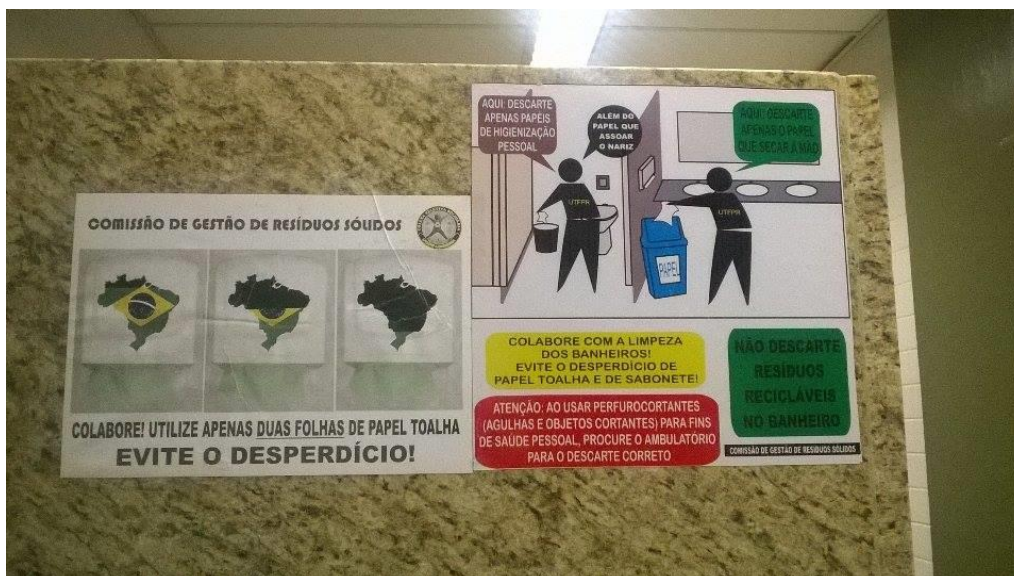 COMISSÃO DE GESTÃO DE RESÍDUOS SÓLIDOS
COLABORE! UTILIZE APENAS DUAS FOLHAS DE PAPEL TOALHA
EVITE O DESPERDÍCIO!
AQUI: DESCARTE
APENAS PAPÉIS
DE HIGIENIZAÇÃO
PESSOAL
ALÉM DO
PAPEL QUE
ASSOAR
O NARIZ
AQUI: DESCARTE
APENAS O PAPEL
QUE SECAR A MÃO
UTFPR
UTFPR
PAPEL
COLABORE COM A LIMPEZA
DOS BANHEIROS!
EVITE O DESPERDÍCIO DE
PAPEL TOALHA E DE SABONETE!
ATENÇÃO: AO USAR PERFUROCORTANTES
(AGULHAS E OBJETOS CORTANTES) PARA FINS
DE SAÚDE PESSOAL, PROCURE O AMBULATÓRIO
PARA O DESCARTE CORRETO
NÃO DESCARTE
RESÍDUOS
RECICLÁVEIS
NO BANHEIRO
COMISSÃO DE GESTÃO DE RESÍDUOS SÓLIDOS